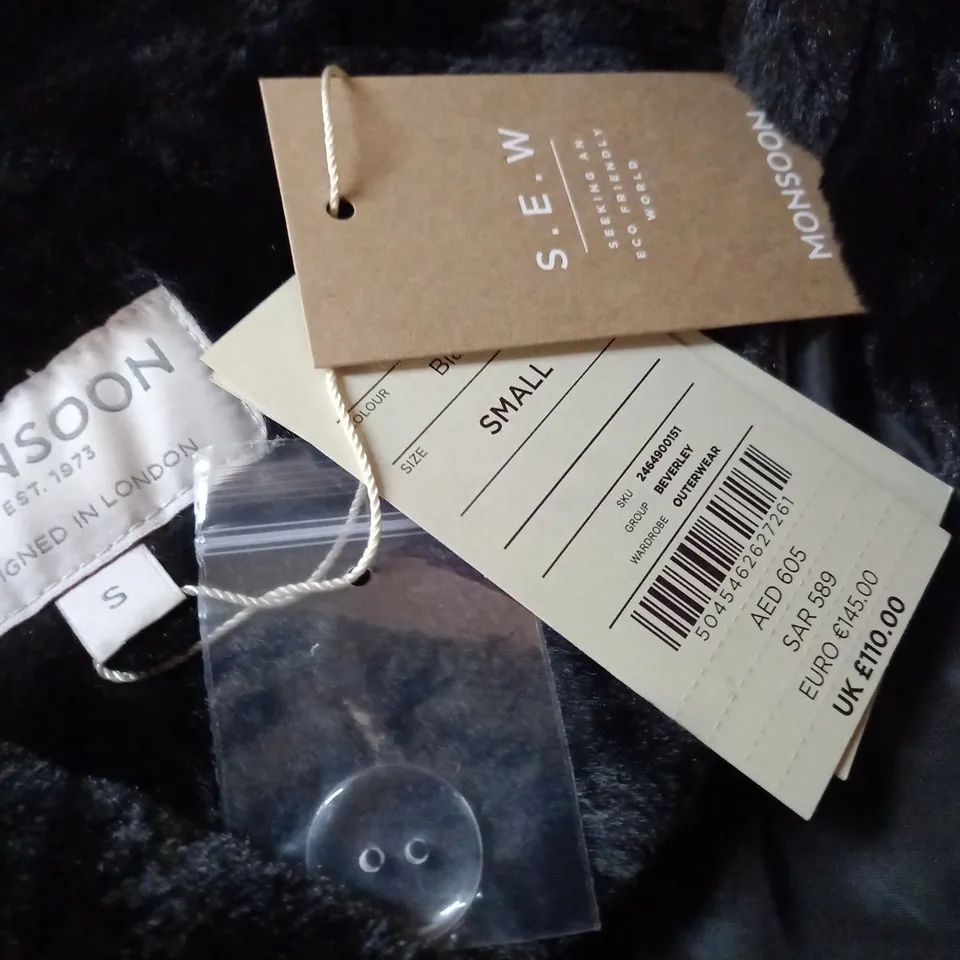 S.E.W
SEEKING AN
ECO FRIENDLY
WORLD
MONSOON
NSOON
EST. 1973
IGNED IN LONDON
S
COLOUR
SIZE SMALL
SKU 2464900151
GROUP BEVERLEY
WARDROBE OUTERWEAR
5045462627261
AED 605
SAR 589
EURO €145.00
UK £110.00